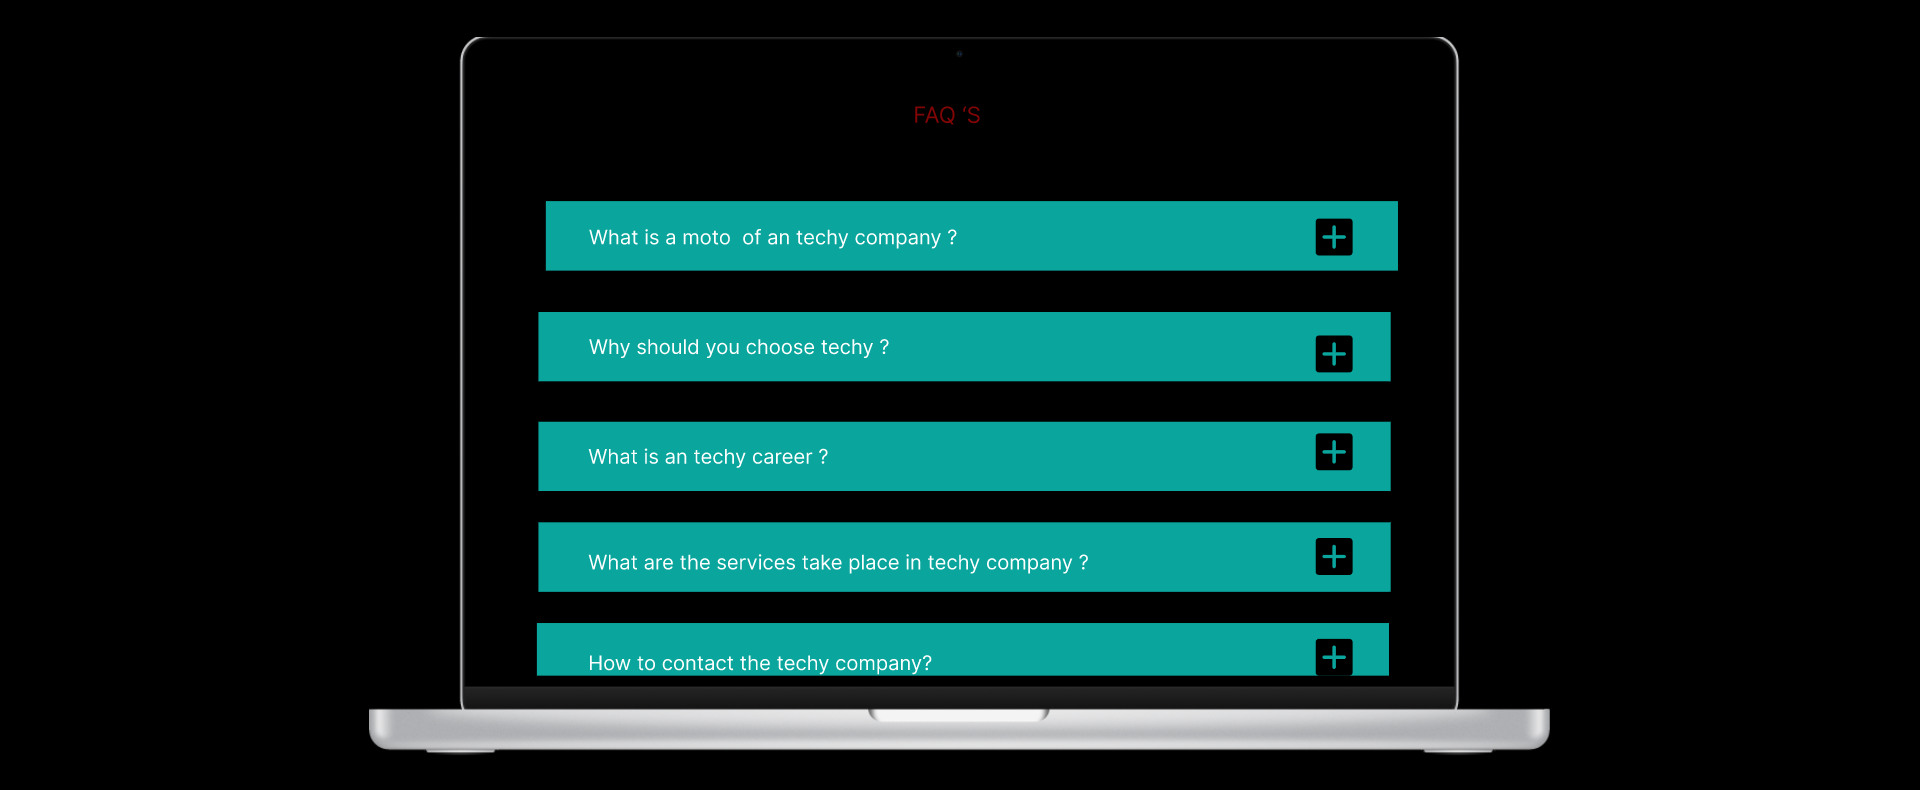 FAQ ‘S
What is a moto  of an techy company ?
Why should you choose techy ?
What is an techy career ?
What are the services take place in techy company ?
How to contact the techy company?